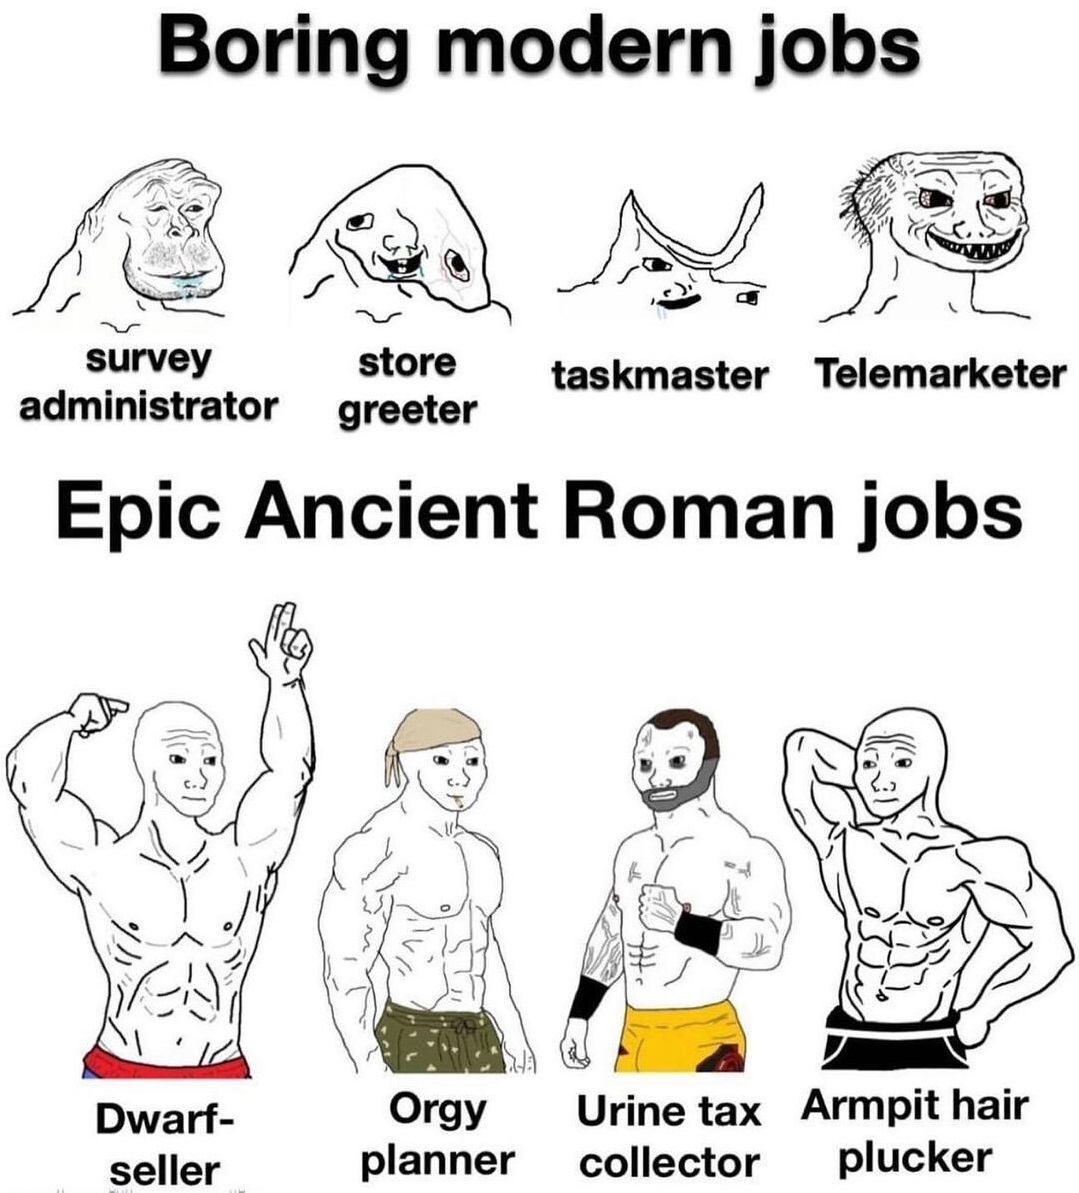 Boring modern jobs
survey
administrator
store
greeter
taskmaster
Telemarketer
Epic Ancient Roman jobs
Dwarf-
seller
Orgy
planner
Urine tax
collector
Armpit hair
plucker